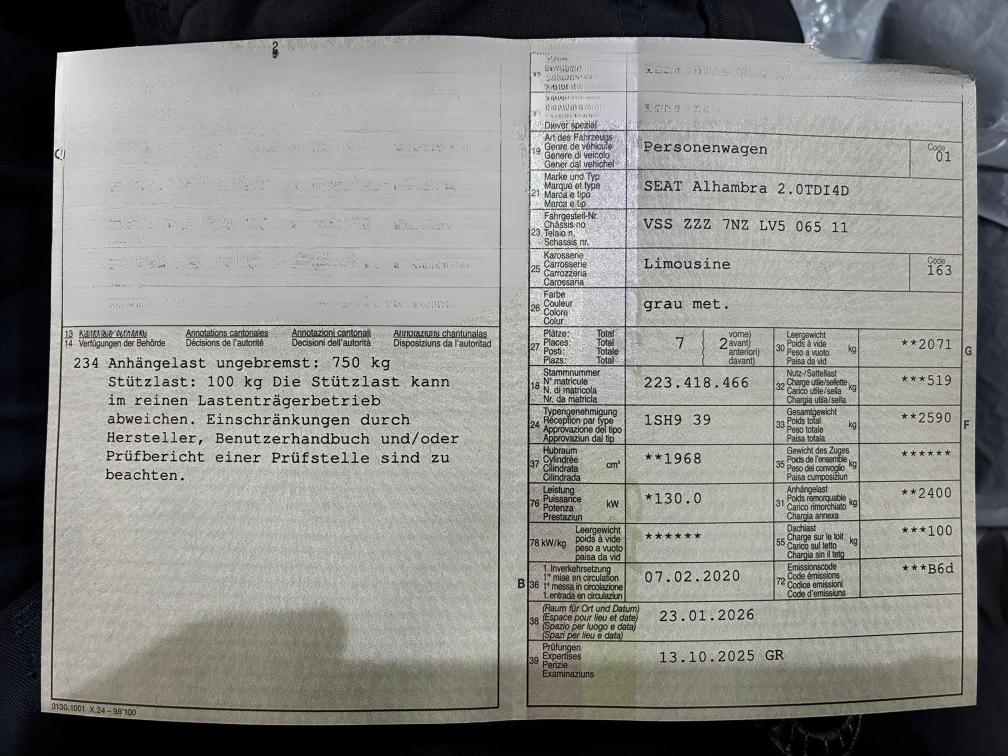 Diever spezial
19 Art des Fahrzeugs
Genre de véhicule
Genere di veicolo
Gener dal vehichel
Personenwagen
Code
01
21 Marke und Typ
Marque et type
Marca e tipo
Marca e tip
SEAT Alhambra 2.0TDI4D
23 Fahrgestell-Nr.
Châssis no
Telaio n.
Schassis nr.
VSS ZZZ 7NZ LV5 065 11
25 Karosserie
Carrosserie
Carrozzeria
Carossaria
Limousine
Code
163
26 Farbe
Couleur
Colore
Colur
grau met.
27 Plätze: Total
Places: Total
Posti: Totale
Plazs: Total
7
2 vorne)
avant)
anteriori)
davant)
30 Leergewicht
Poids à vide
Peso a vuoto
Paisa da vid
kg
**2071
G
18 Stammnummer
N° matricule
N. di matricola
Nr. da matricla
223.418.466
32 Nutz-/Sattellast
Charge utile/sellette
Carico utile/sella
Chargia utila/sella
kg
***519
24 Typengenehmigung
Réception par type
Approvazione del tipo
Approvaziun dal tip
1SH9 39
33 Gesamtgewicht
Poids total
Peso totale
Paisa totala
kg
**2590
F
37 Hubraum
Cylindrée
Cilindrata
Cilindrada
cm³
**1968
35 Gewicht des Zuges
Poids de l'ensemble
Peso del convoglio
Paisa cumposiziun
kg
******
76 Leistung
Puissance
Potenza
Prestaziun
kW
*130.0
31 Anhängelast
Poids remorquable
Carico rimorchiato
Chargia annexa
kg
**2400
78 kW/kg Leergewicht
poids à vide
peso a vuoto
paisa da vid
******
55 Dachlast
Charge sur le toit
Carico sul tetto
Chargia sin il tetg
kg
***100
B 36 1. Inverkehrsetzung
1re mise en circulation
1a messa in circolazione
1. entrada en circulaziun
07.02.2020
72 Emissionscode
Code émissions
Codice emissioni
Code d'emissiuns
***B6d
38 (Raum für Ort und Datum)
(Espace pour lieu et date)
(Spazio per luogo e data)
(Spazi per lieu e data)
23.01.2026
39 Prüfungen
Expertises
Perizie
Examinaziuns
13.10.2025 GR
13 Annotations cantonales Annotazioni cantonali Annotaziuns chantunalas
14 Verfügungen der Behörde Décisions de l'autorité Decisioni dell'autorità Disposiziuns da l'autoritad
234 Anhängelast ungebremst: 750 kg
Stützlast: 100 kg Die Stützlast kann
im reinen Lastenträgerbetrieb
abweichen. Einschränkungen durch
Hersteller, Benutzerhandbuch und/oder
Prüfbericht einer Prüfstelle sind zu
beachten.
3130.1001 X.24 – 98'100